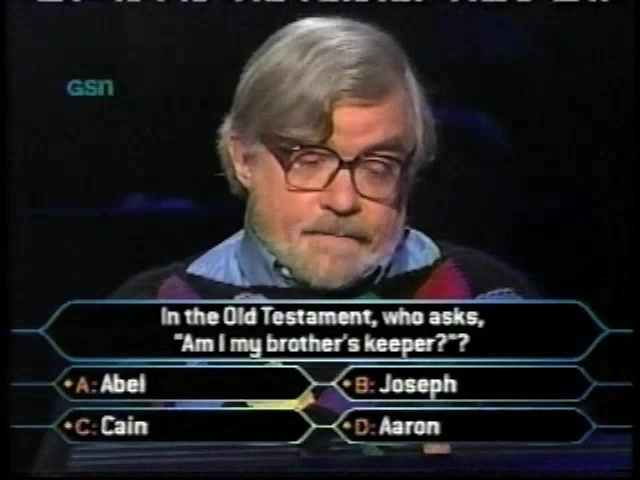 GSN
In the Old Testament, who asks,
"Am I my brother's keeper?"?
A: Abel
B: Joseph
C: Cain
D: Aaron